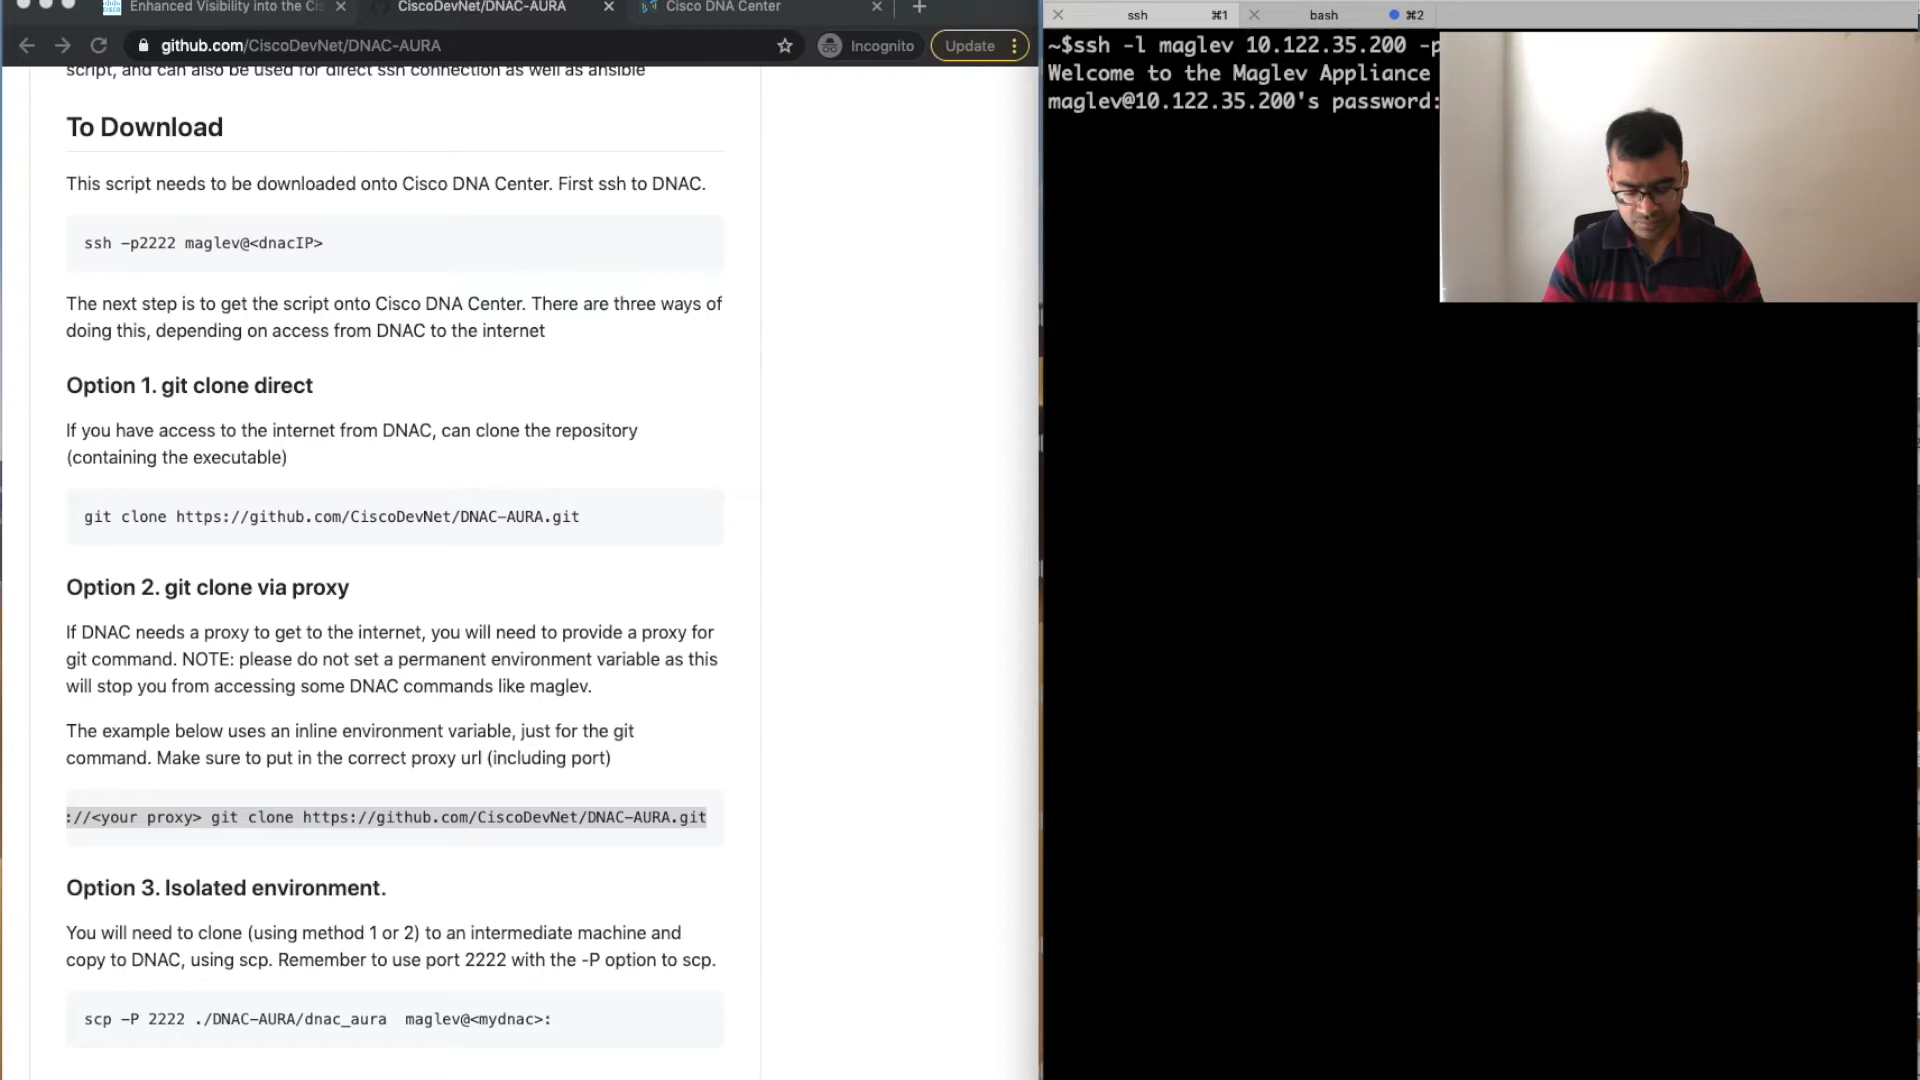 Enhanced Visibility into the Cis
CiscoDevNet/DNAC-AURA
Cisco DNA Center
github.com/CiscoDevNet/DNAC-AURA
Incognito
Update
script, and can also be used for direct ssh connection as well as ansible
To Download
This script needs to be downloaded onto Cisco DNA Center. First ssh to DNAC.
ssh -p2222 maglev@<dnacIP>
The next step is to get the script onto Cisco DNA Center. There are three ways of
doing this, depending on access from DNAC to the internet
Option 1. git clone direct
If you have access to the internet from DNAC, can clone the repository
(containing the executable)
git clone https://github.com/CiscoDevNet/DNAC-AURA.git
Option 2. git clone via proxy
If DNAC needs a proxy to get to the internet, you will need to provide a proxy for
git command. NOTE: please do not set a permanent environment variable as this
will stop you from accessing some DNAC commands like maglev.
The example below uses an inline environment variable, just for the git
command. Make sure to put in the correct proxy url (including port)
://<your proxy> git clone https://github.com/CiscoDevNet/DNAC-AURA.git
Option 3. Isolated environment.
You will need to clone (using method 1 or 2) to an intermediate machine and
copy to DNAC, using scp. Remember to use port 2222 with the -P option to scp.
scp -P 2222 ./DNAC-AURA/dnac_aura  maglev@<mydnac>:
ssh ⌘1
bash ⌘2
~$ssh -l maglev 10.122.35.200 -p
Welcome to the Maglev Appliance
maglev@10.122.35.200's password: